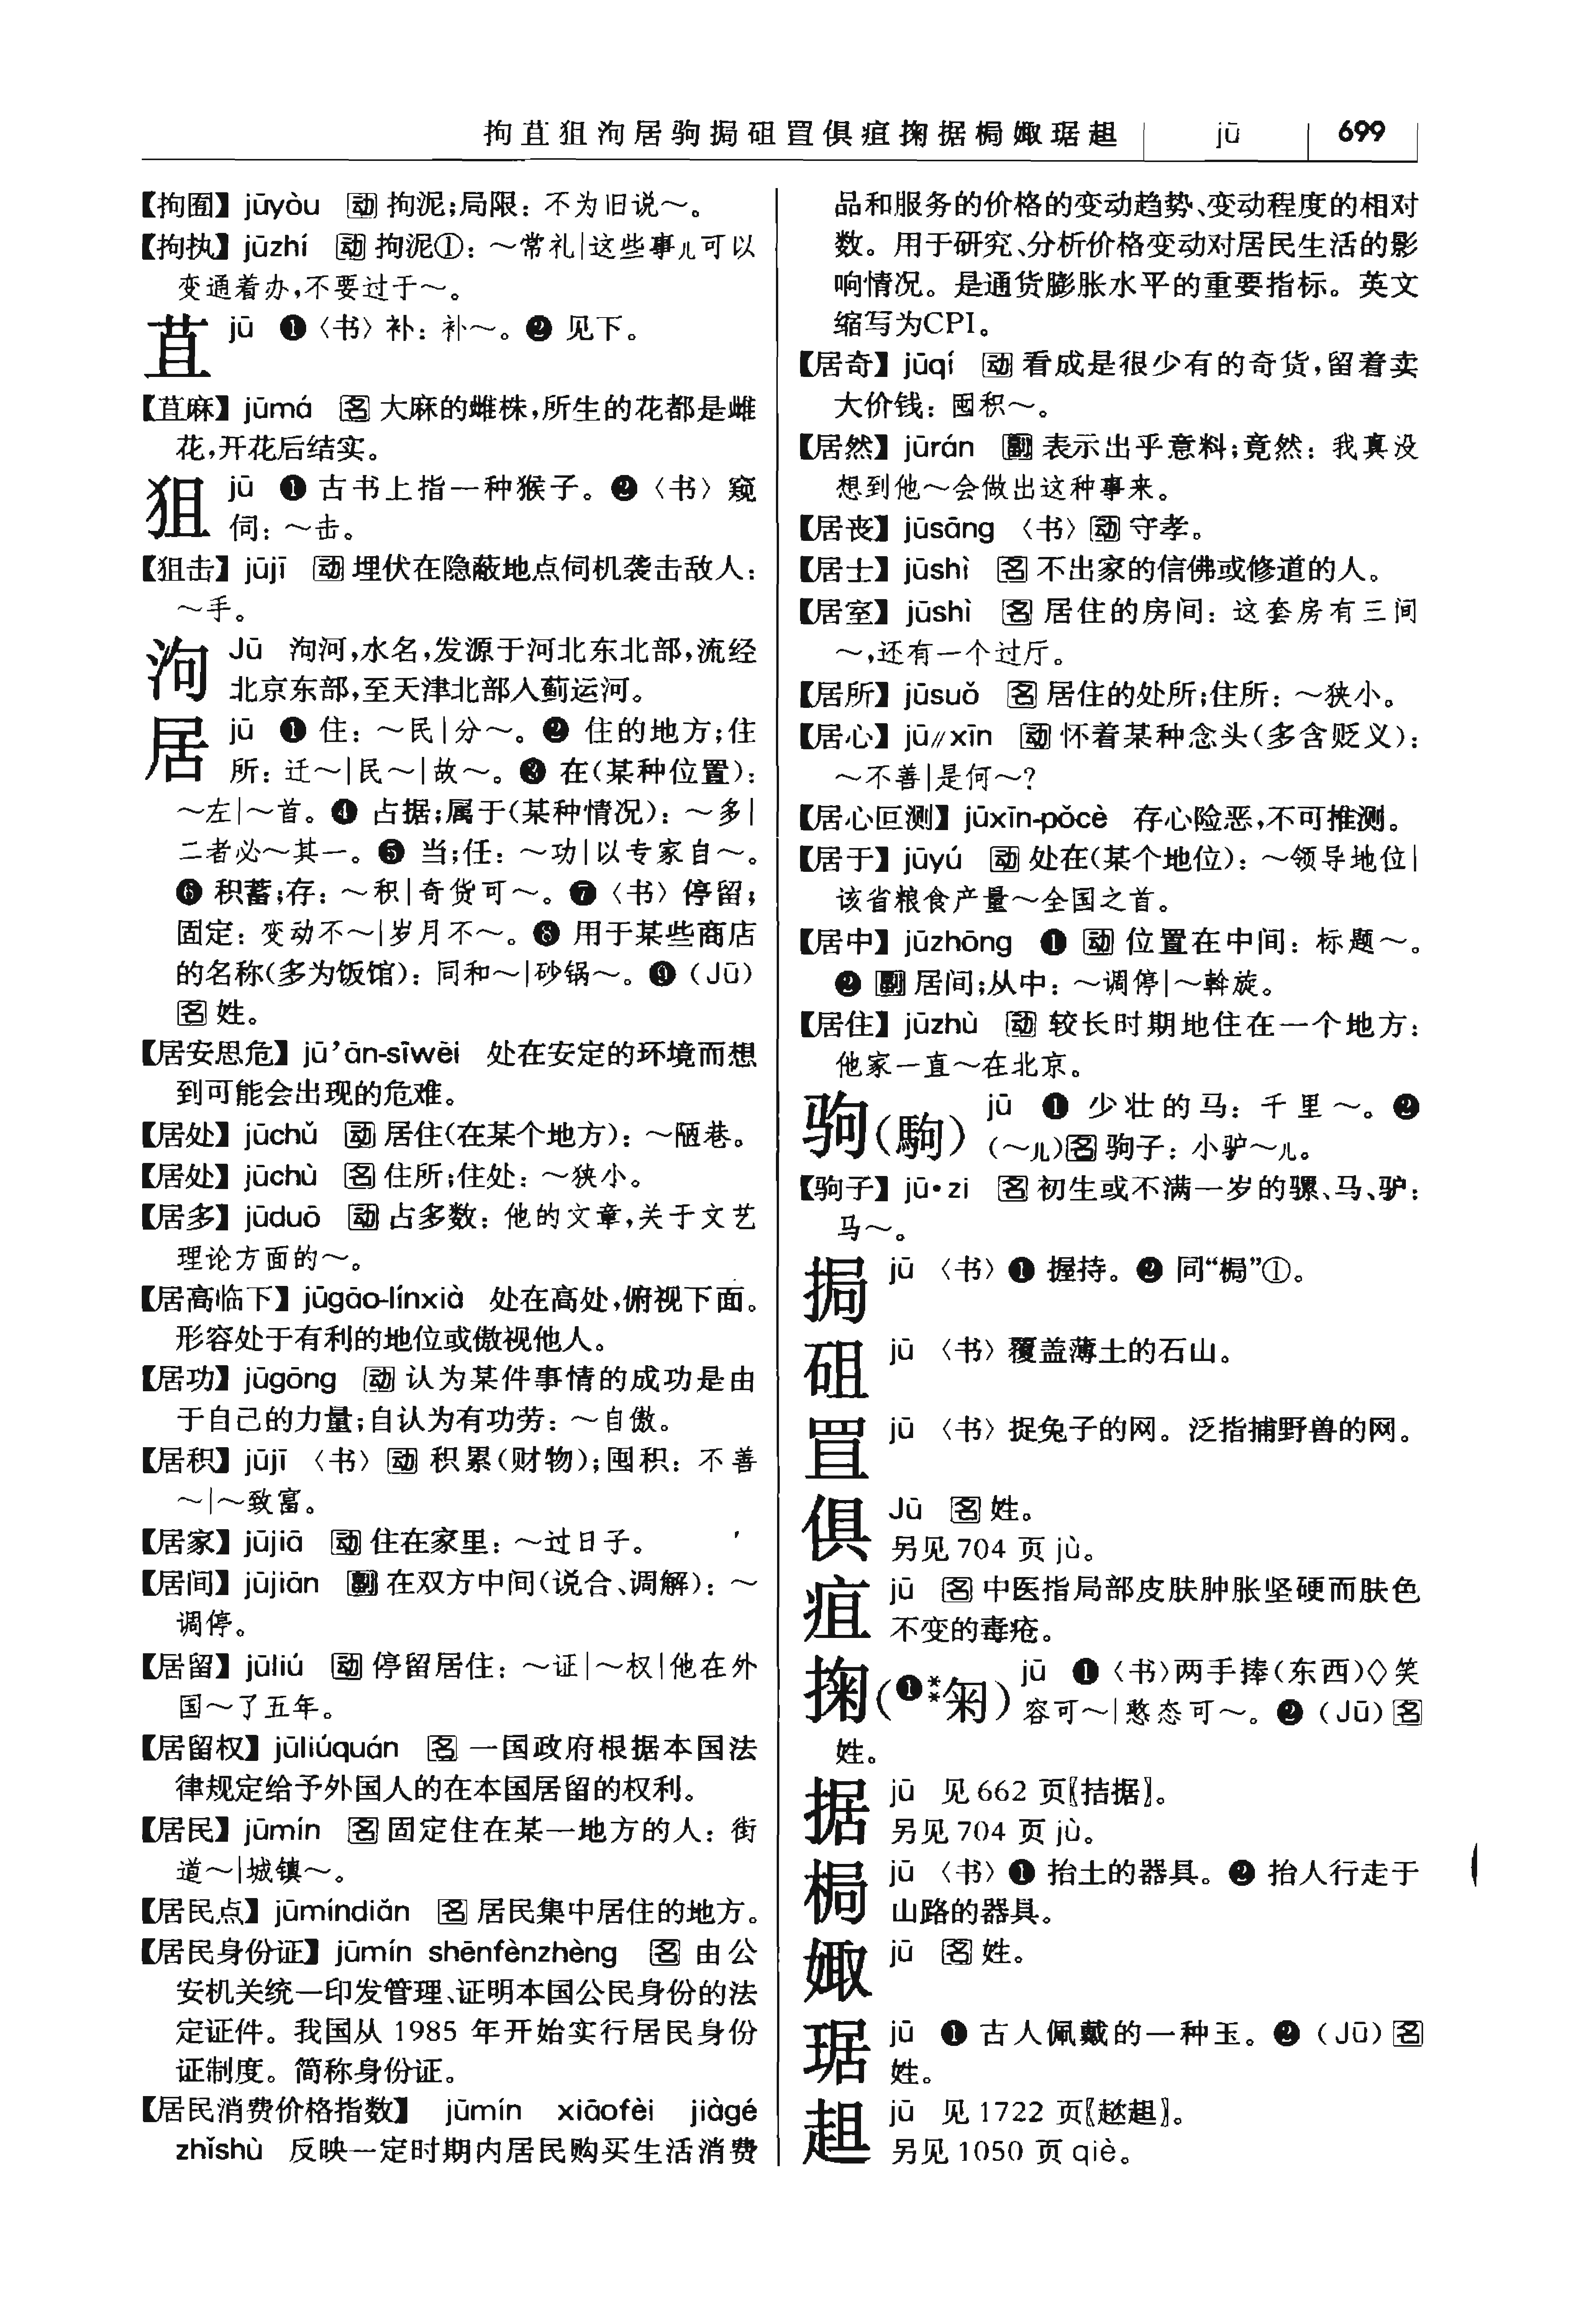 拘苴狙泃居驹挶砠罝俱疽掬据梮娵琚趄 jū 699
【拘囿】jūyòu 动 拘泥;局限：不为旧说～。
【拘执】jūzhí 动 拘泥①：～常礼|这些事儿可以
变通着办,不要过于～。
苴 jū ❶〈书〉补：补～。❷ 见下。
【苴麻】jūmá 名 大麻的雌株,所生的花都是雌
花,开花后结实。
狙 jū ❶ 古书上指一种猴子。❷〈书〉窥
伺：～击。
【狙击】jūjī 动 埋伏在隐蔽地点伺机袭击敌人：
～手。
泃 Jū 泃河,水名,发源于河北东北部,流经
北京东部,至天津北部入蓟运河。
居 jū ❶ 住：～民|分～。❷ 住的地方;住
所：迁～|民～|故～。❸ 在(某种位置)：
～左|～首。❹ 占据;属于(某种情况)：～多|
二者必～其一。❺ 当;任：～功|以专家自～。
❻ 积蓄;存：～积|奇货可～。❼〈书〉停留;
固定：变动不～|岁月不～。❽ 用于某些商店
的名称(多为饭馆)：同和～|砂锅～。❾ (Jū)
名 姓。
【居安思危】jū’ān-sīwēi 处在安定的环境而想
到可能会出现的危难。
【居处】jūchǔ 动 居住(在某个地方)：～陋巷。
【居处】jūchù 名 住所;住处：～狭小。
【居多】jūduō 动 占多数：他的文章,关于文艺
理论方面的～。
【居高临下】jūgāo-línxià 处在高处,俯视下面。
形容处于有利的地位或傲视他人。
【居功】jūgōng 动 认为某件事情的成功是由
于自己的力量;自认为有功劳：～自傲。
【居积】jūjī〈书〉动 积累(财物);囤积：不善
～|～致富。
【居家】jūjiā 动 住在家里：～过日子。
【居间】jūjiān 副 在双方中间(说合、调解)：～
调停。
【居留】jūliú 动 停留居住：～证|～权|他在外
国～了五年。
【居留权】jūliúquán 名 一国政府根据本国法
律规定给予外国人的在本国居留的权利。
【居民】jūmín 名 固定住在某一地方的人：街
道～|城镇～。
【居民点】jūmíndiǎn 名 居民集中居住的地方。
【居民身份证】jūmín shēnfènzhèng 名 由公
安机关统一印发管理、证明本国公民身份的法
定证件。我国从 1985 年开始实行居民身份
证制度。简称身份证。
【居民消费价格指数】 jūmín xiāofèi jiàgé
zhǐshù 反映一定时期内居民购买生活消费
品和服务的价格的变动趋势、变动程度的相对
数。用于研究、分析价格变动对居民生活的影
响情况。是通货膨胀水平的重要指标。英文
缩写为CPI。
【居奇】jūqí 动 看成是很少有的奇货,留着卖
大价钱：囤积～。
【居然】jūrán 副 表示出乎意料;竟然：我真没
想到他～会做出这种事来。
【居丧】jūsāng〈书〉动 守孝。
【居士】jūshì 名 不出家的信佛或修道的人。
【居室】jūshì 名 居住的房间：这套房有三间
～,还有一个过厅。
【居所】jūsuǒ 名 居住的处所;住所：～狭小。
【居心】jū∥xīn 动 怀着某种念头(多含贬义)：
～不善|是何～?
【居心叵测】jūxīn-pǒcè 存心险恶,不可推测。
【居于】jūyú 动 处在(某个地位)：～领导地位|
该省粮食产量～全国之首。
【居中】jūzhōng ❶ 动 位置在中间：标题～。
❷ 副 居间;从中：～调停|～斡旋。
【居住】jūzhù 动 较长时期地住在一个地方：
他家一直～在北京。
驹(駒) jū ❶ 少壮的马：千里～。❷
(～儿)名 驹子：小驴～儿。
【驹子】jū·zi 名 初生或不满一岁的骡、马、驴：
马～。
挶 jū〈书〉❶ 握持。❷ 同“梮”①。
砠 jū〈书〉覆盖薄土的石山。
罝 jū〈书〉捉兔子的网。泛指捕野兽的网。
俱 Jū 名 姓。
另见 704 页 jù。
疽 jū 名 中医指局部皮肤肿胀坚硬而肤色
不变的毒疮。
掬(❶**匊) jū ❶〈书〉两手捧(东西)◇笑
容可～|憨态可～。❷ (Jū) 名
姓。
据 jū 见 662 页〖拮据〗。
另见 704 页 jù。
梮 jū〈书〉❶ 抬土的器具。❷ 抬人行走于
山路的器具。
娵 jū 名 姓。
琚 jū ❶ 古人佩戴的一种玉。❷ (Jū) 名
姓。
趄 jū 见 1722 页〖趑趄〗。
另见 1050 页 qiè。